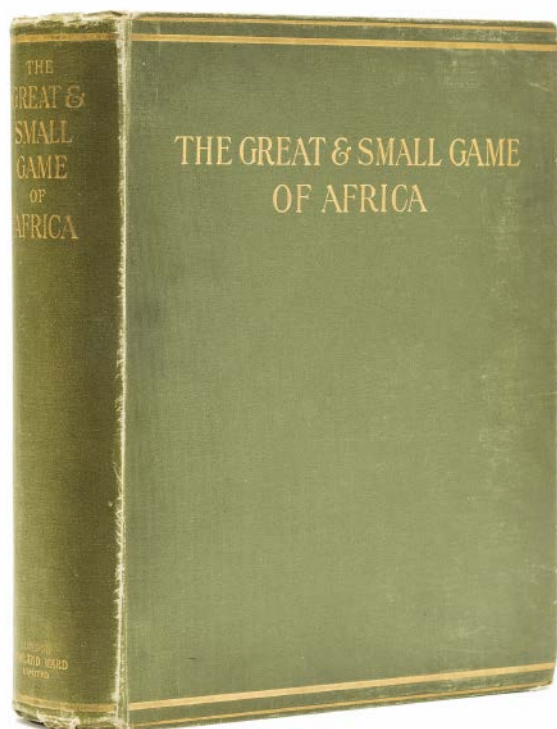 THE
GREAT &
SMALL
GAME
OF
AFRICA
LONDON
ROWLAND WARD
LIMITED
THE GREAT & SMALL GAME
OF AFRICA